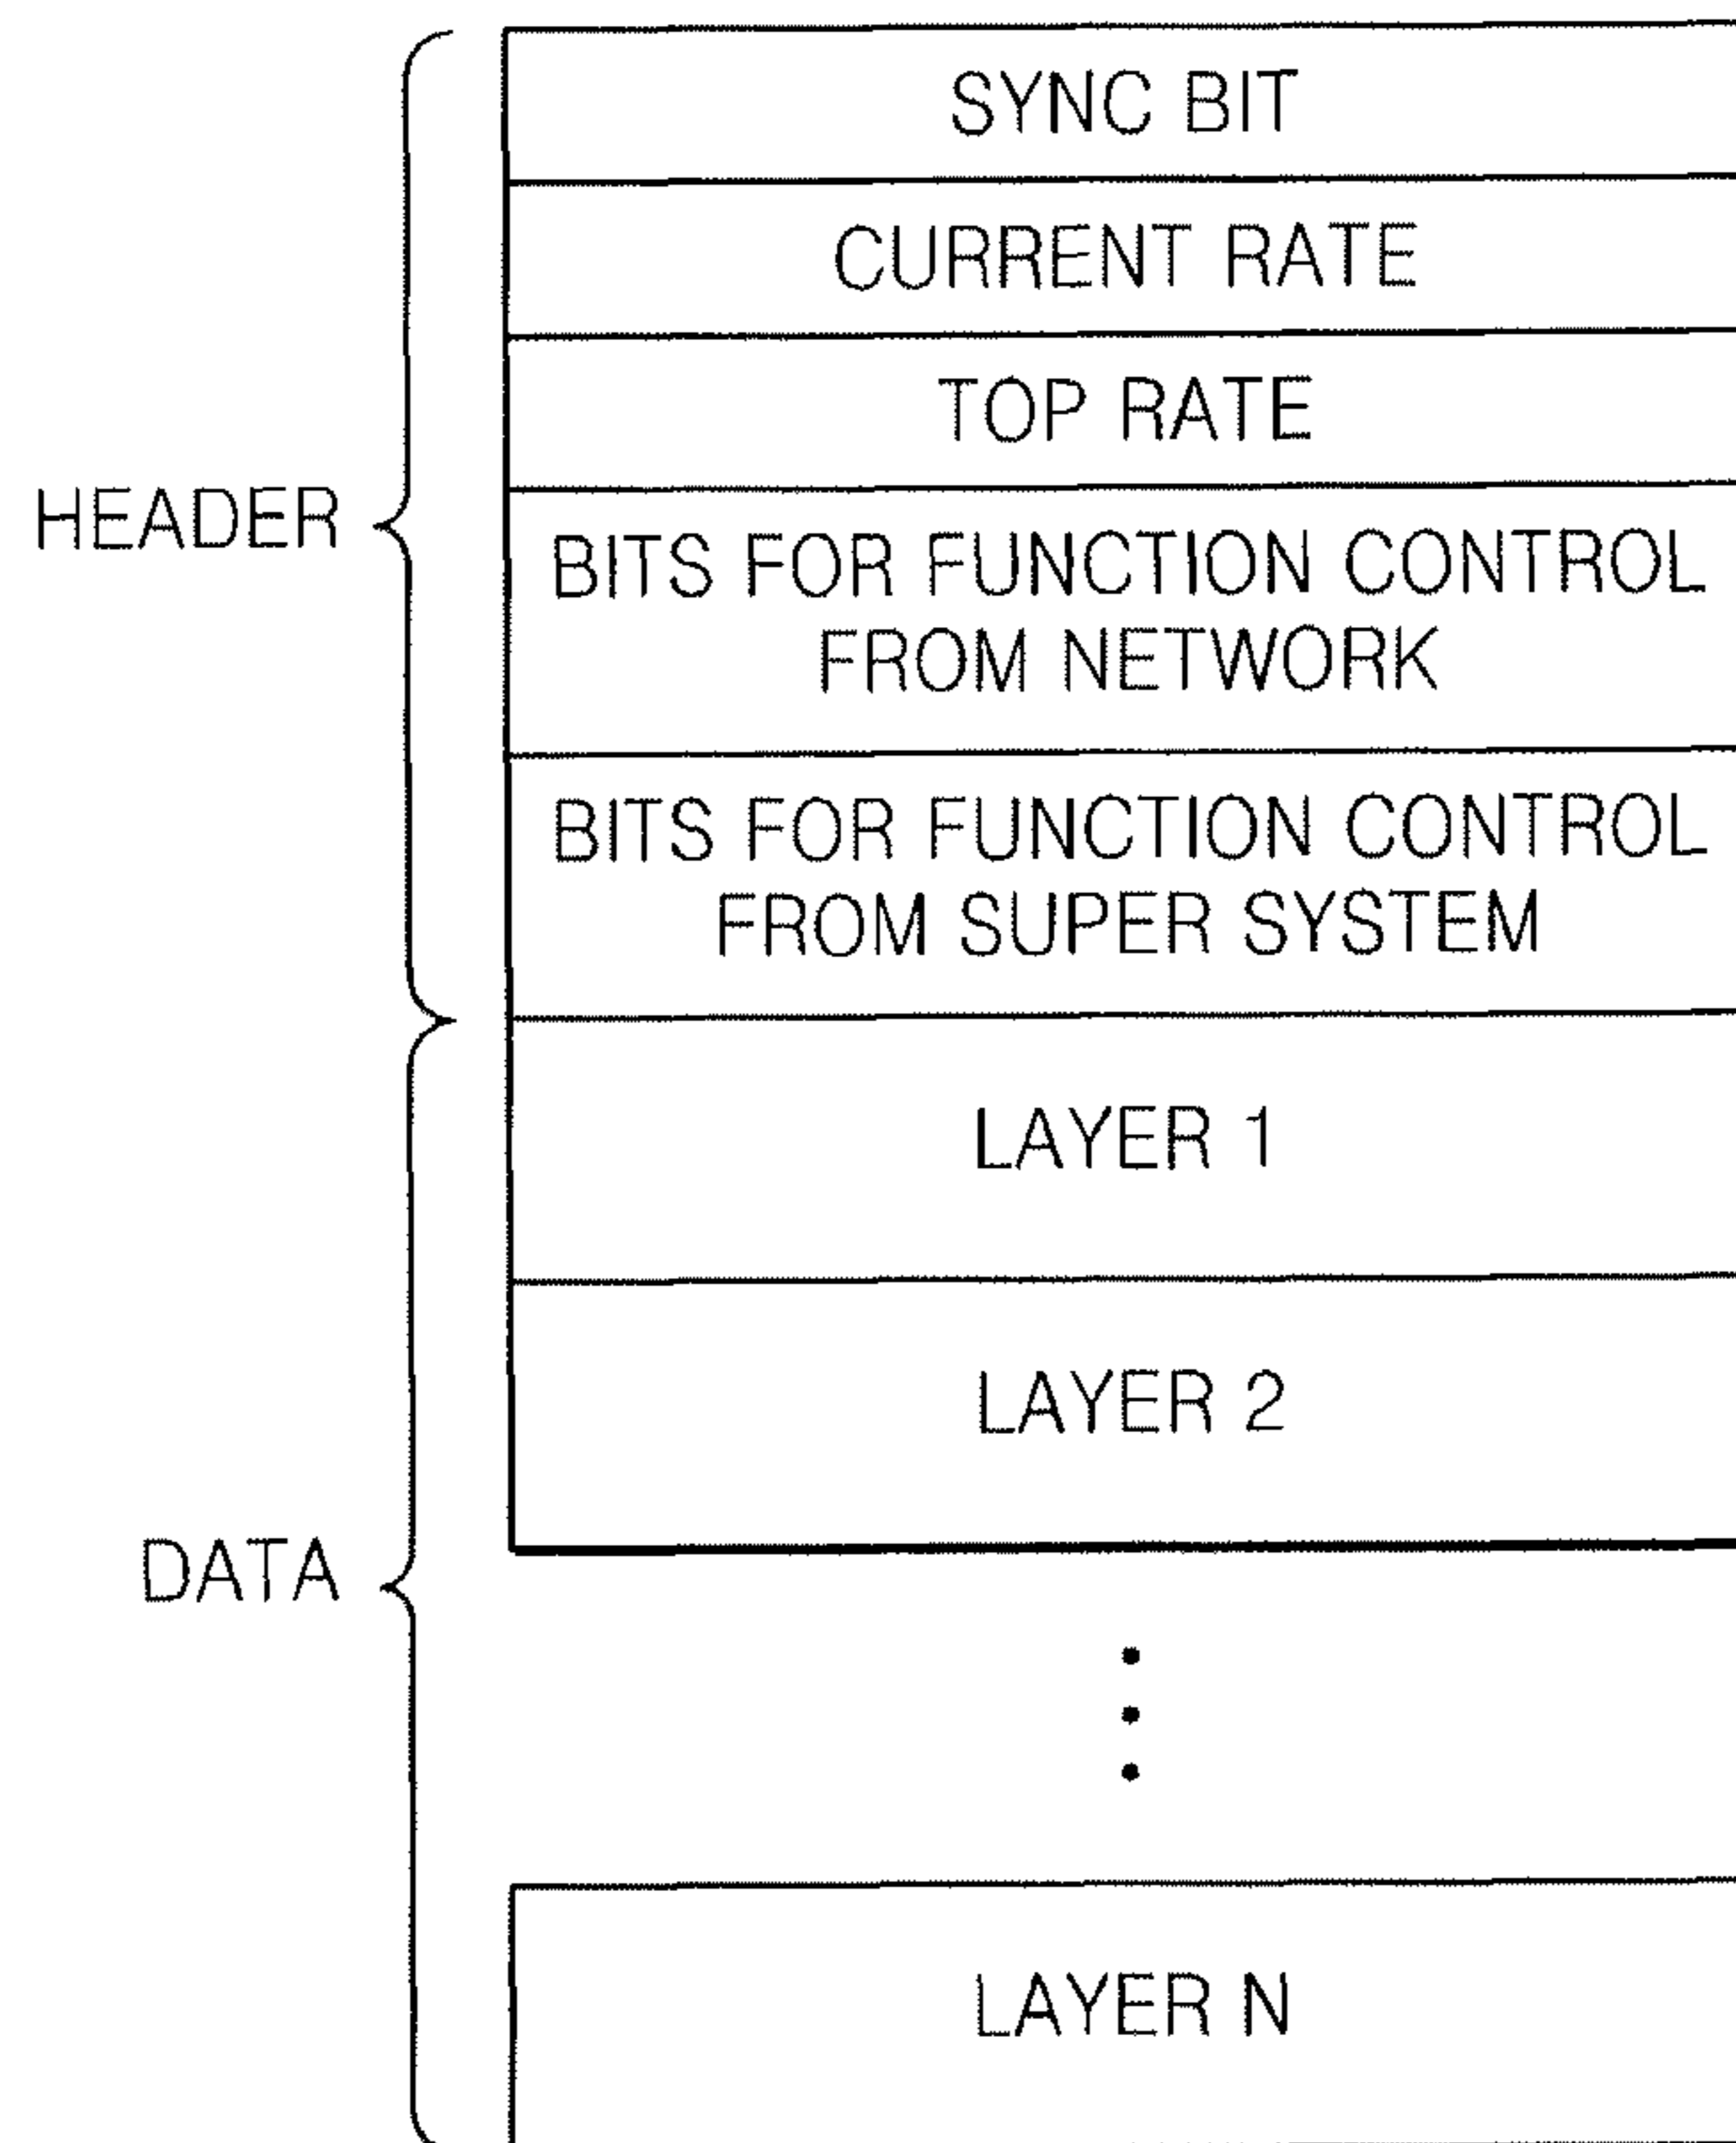 SYNC BIT
CURRENT RATE
TOP RATE
HEADER
BITS FOR FUNCTION CONTROL
FROM NETWORK
BITS FOR FUNCTION CONTROL
FROM SUPER SYSTEM
LAYER 1
LAYER 2
DATA
LAYER N